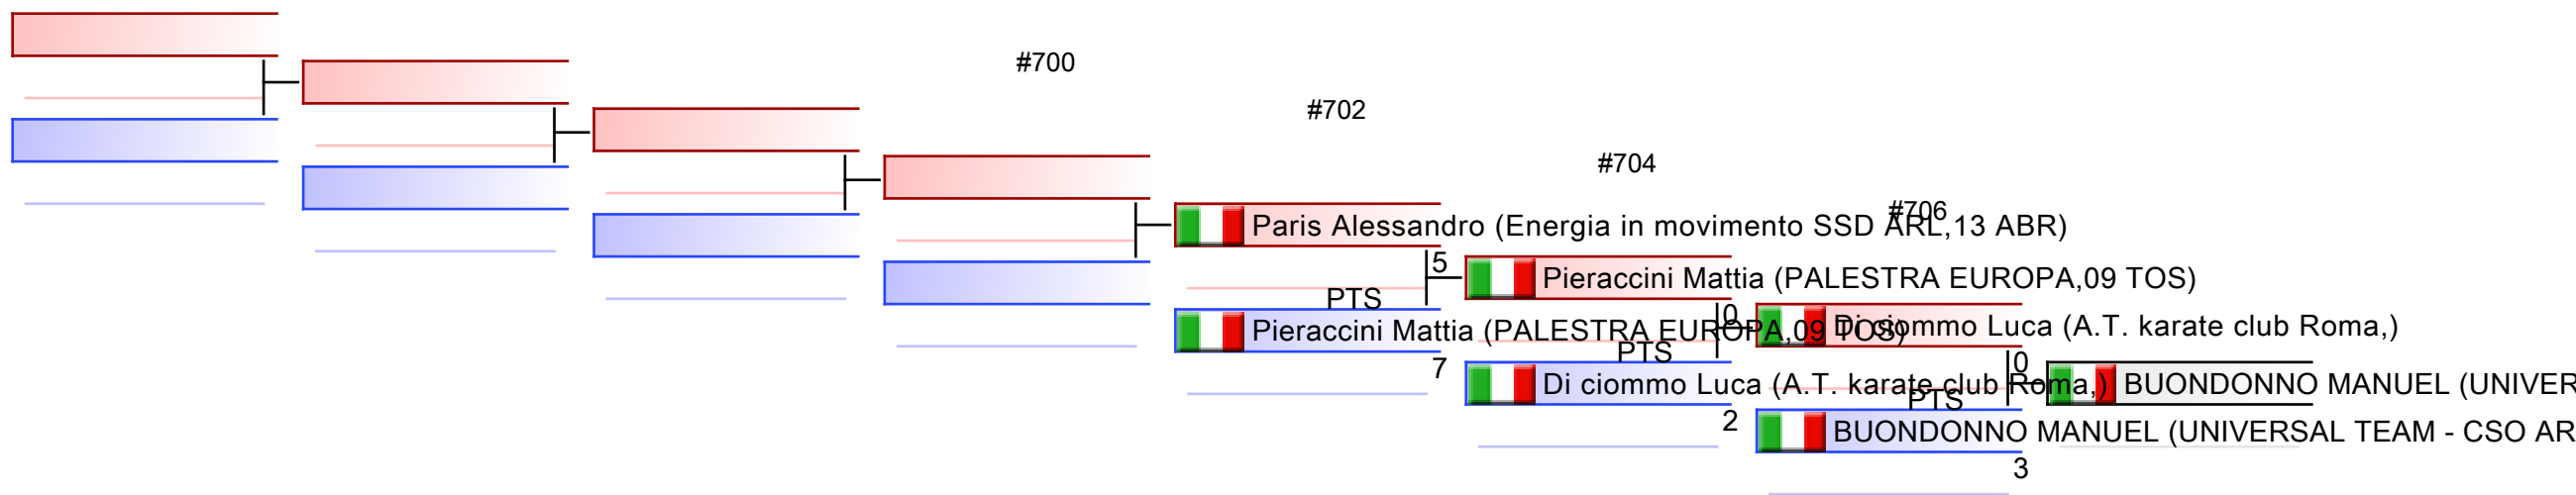 #700
#702
#704
#706
Paris Alessandro (Energia in movimento SSD ARL,13 ABR)
5
Pieraccini Mattia (PALESTRA EUROPA,09 TOS)
PTS
0
Di ciommo Luca (A.T. karate club Roma,)
Pieraccini Mattia (PALESTRA EUROPA,09 TOS)
PTS
7
0
Di ciommo Luca (A.T. karate club Roma,)
BUONDONNO MANUEL (UNIVER
PTS
2
BUONDONNO MANUEL (UNIVERSAL TEAM - CSO AR
3